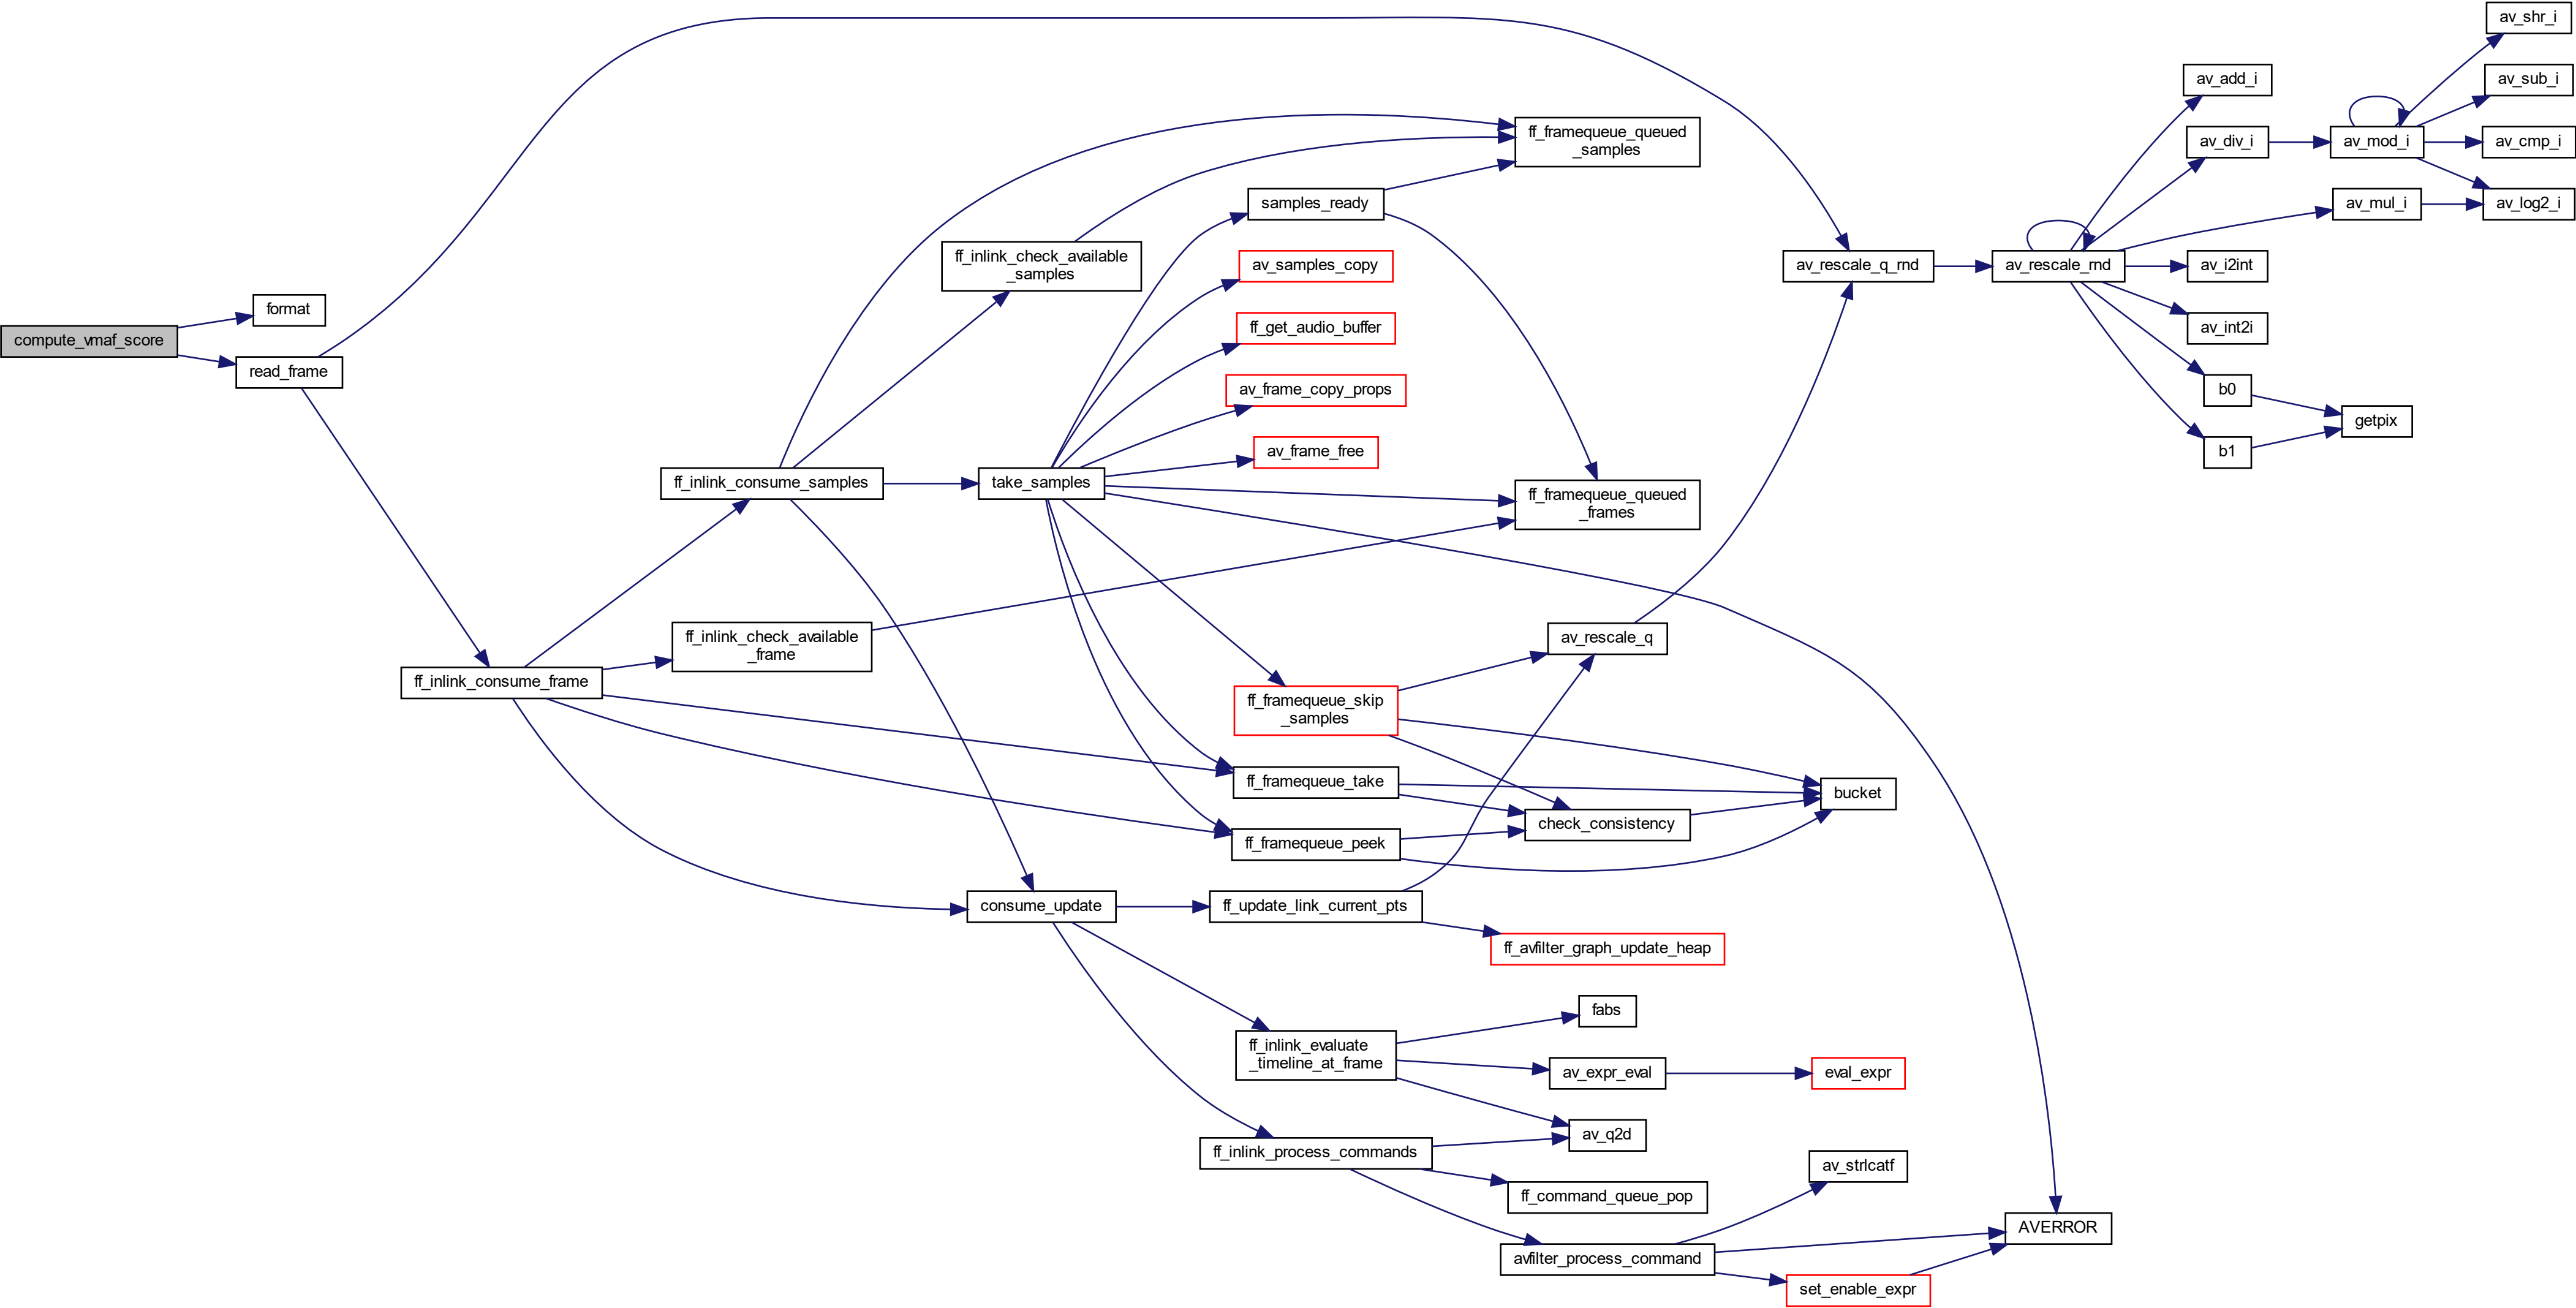 compute_vmaf_score
format
read_frame
ff_inlink_consume_frame
ff_inlink_consume_samples
ff_inlink_check_available
_frame
ff_inlink_check_available
_samples
take_samples
consume_update
samples_ready
av_samples_copy
ff_get_audio_buffer
av_frame_copy_props
av_frame_free
ff_framequeue_skip
_samples
ff_framequeue_take
ff_framequeue_peek
ff_update_link_current_pts
ff_inlink_evaluate
_timeline_at_frame
ff_inlink_process_commands
ff_framequeue_queued
_samples
ff_framequeue_queued
_frames
av_rescale_q
check_consistency
ff_avfilter_graph_update_heap
fabs
av_expr_eval
av_q2d
ff_command_queue_pop
avfilter_process_command
av_rescale_q_rnd
bucket
eval_expr
av_strlcatf
set_enable_expr
av_rescale_rnd
AVERROR
av_add_i
av_div_i
av_mul_i
av_i2int
av_int2i
b0
b1
av_mod_i
getpix
av_shr_i
av_sub_i
av_cmp_i
av_log2_i